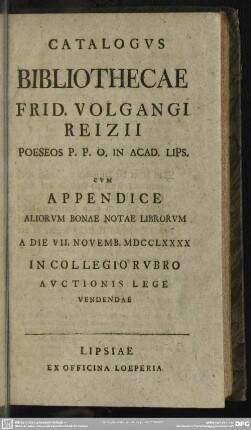 CATALOGVS
BIBLIOTHECAE
FRID. VOLGANGI
REIZII
POESEOS P. P. O. IN ACAD. LIPS.
CVM
APPENDICE
ALIORVM BONAE NOTAE LIBRORVM
A DIE VII. NOVEMB. MDCCLXXXX
IN COLLEGIO RVBRO
AVCTIONIS LEGE
VENDENDAE
LIPSIAE
EX OFFICINA LOEPERIA